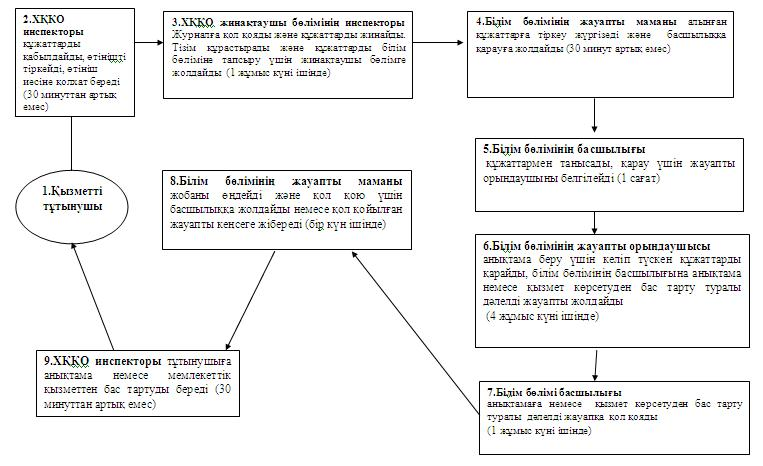 2.ХҚҚО
инспекторы
құжаттарды
қабылдайды, өтінішті
тіркейді, өтініш
иесіне қолхат береді
(30 минуттан артық
емес)
3.ХҚҚО жинақтаушы бөлімінің инспекторы
Журналға қол қояды және құжаттарды жинайды.
Тізім құрастырады және құжаттарды білім
бөліміне тапсыру үшін жинақтаушы бөлімге
жолдайды (1 жұмыс күні ішінде)
4.Білім бөлімінің жауапты маманы алынған
құжаттарға тіркеу жүргізеді және басшылыққа
қарауға жолдайды (30 минут артық емес)
5.Білім бөлімінің басшылығы
құжаттармен танысады, қарау үшін жауапты
орындаушыны белгілейді (1 сағат)
6.Білім бөлімінің жауапты орындаушысы
анықтама беру үшін келіп түскен құжаттарды
қарайды, білім бөлімінің басшылығына анықтама
немесе қызмет көрсетуден бас тарту туралы
дәлелді жауапты жолдайды
(4 жұмыс күні ішінде)
7.Білім бөлімі басшылығы
анықтамаға немесе қызмет көрсетуден бас тарту
туралы дәлелді жауапқа қол қояды
(1 жұмыс күні ішінде)
8.Білім бөлімінің жауапты маманы
жобаны өңдейді және қол қою үшін
басшылыққа жолдайды немесе қол қойылған
жауапты кенсеге жібереді (бір күн ішінде)
9.ХҚҚО инспекторы тұтынушыға
анықтама немесе мемлекеттік
қызметтен бас тартуды береді (30
минуттан артық емес)
1.Қызметті
тұтынушы